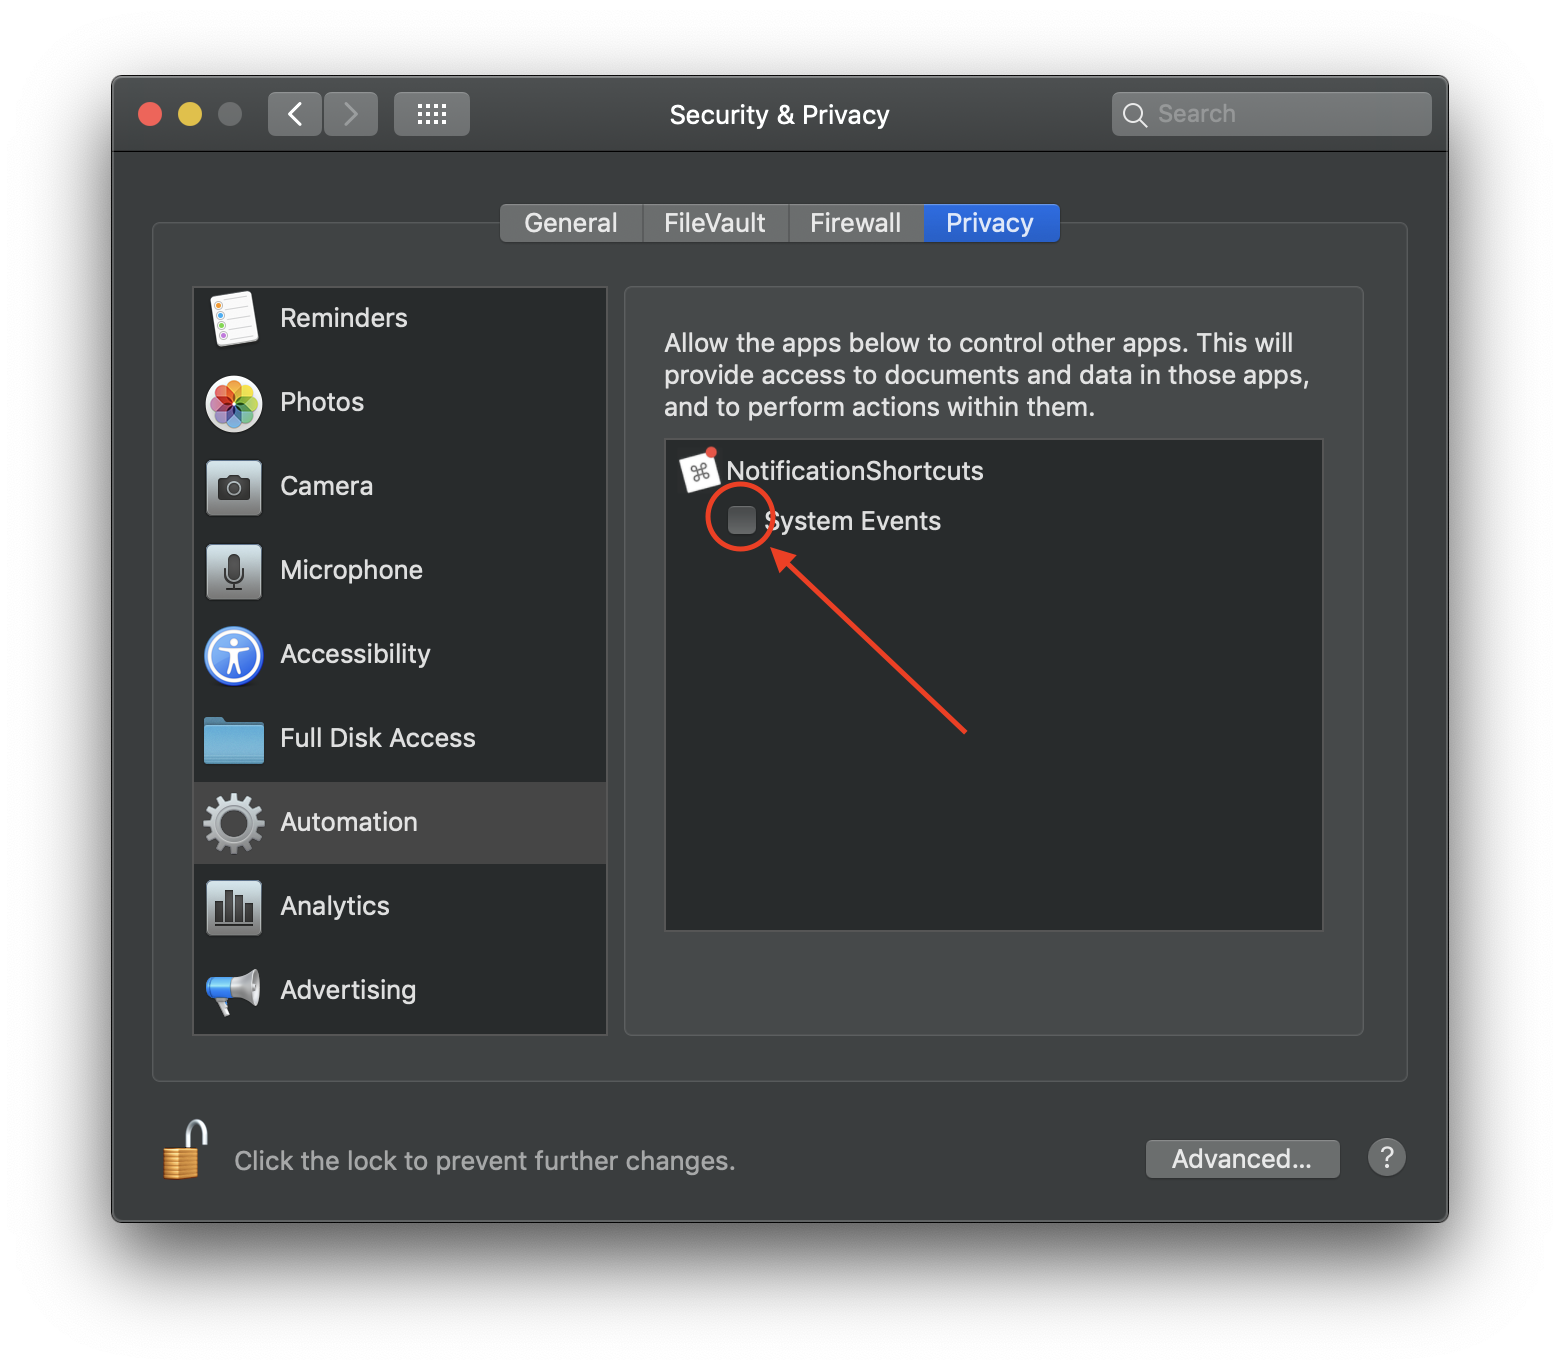 Security & Privacy
Search
General
FileVault
Firewall
Privacy
Reminders
Photos
Camera
Microphone
Accessibility
Full Disk Access
Automation
Analytics
Advertising
Allow the apps below to control other apps. This will
provide access to documents and data in those apps,
and to perform actions within them.
NotificationShortcuts
System Events
Click the lock to prevent further changes.
Advanced...
?